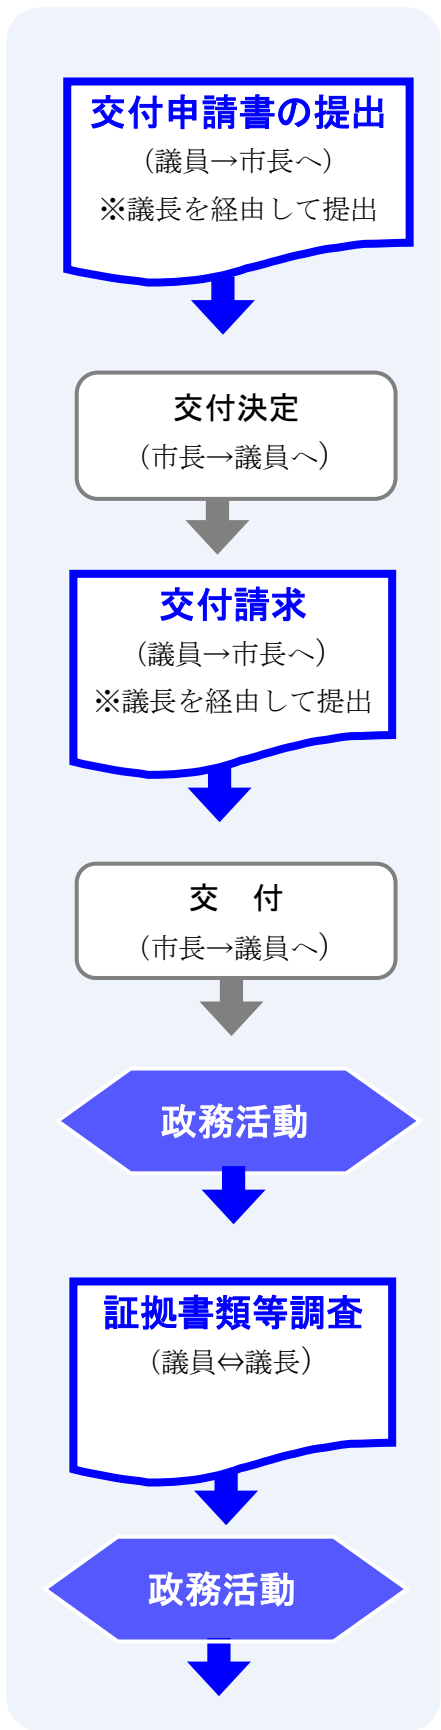 交付申請書の提出
（議員→市長へ）
※議長を経由して提出
交付決定
（市長→議員へ）
交付請求
（議員→市長へ）
※議長を経由して提出
交　付
（市長→議員へ）
政務活動
証拠書類等調査
（議員⇔議長）
政務活動